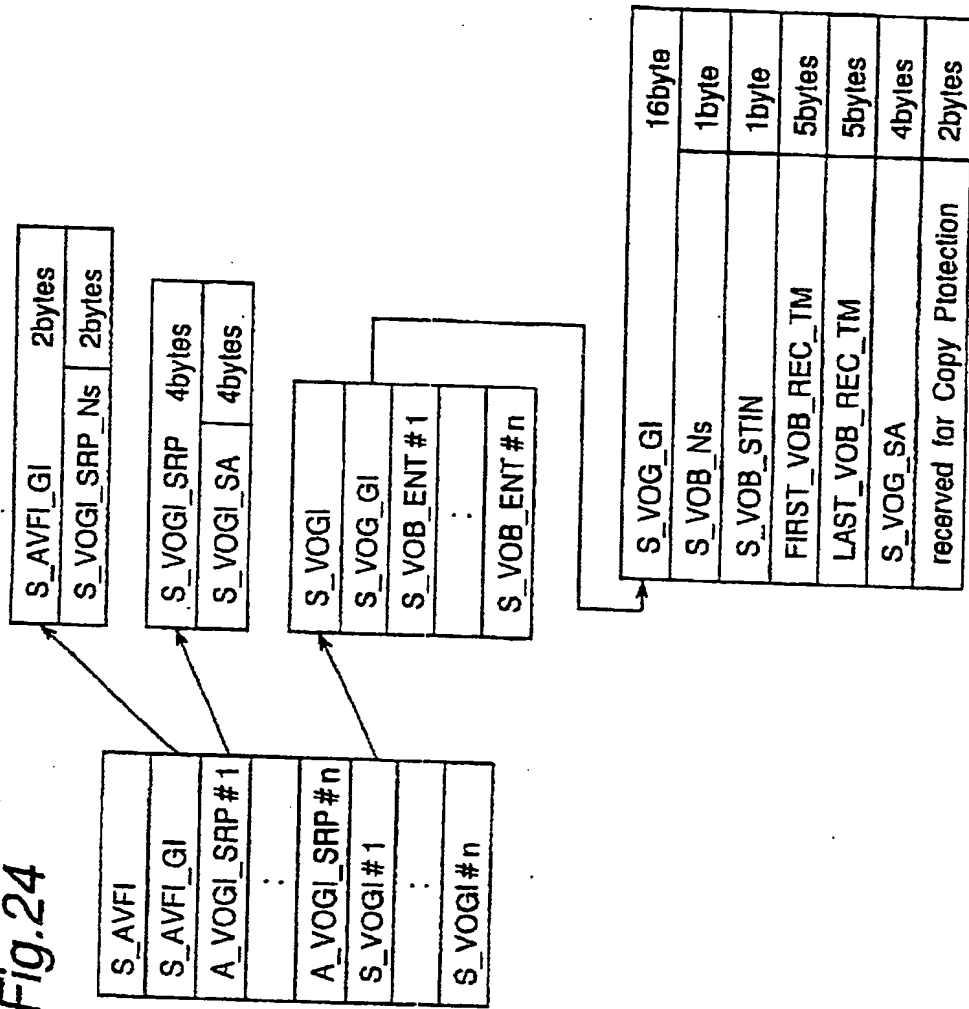 Fig.24
S_AVFI
S_AVFI_GI
A_VOGI_SRP#1
:
A_VOGI_SRP#n
S_VOGI#1
:
S_VOGI#n
S_AVFI_GI 2bytes
S_VOGI_SRP_Ns 2bytes
S_VOGI_SRP 4bytes
S_VOGI_SA 4bytes
S_VOGI
S_VOG_GI
S_VOB_ENT#1
:
S_VOB_ENT#n
S_VOG_GI 16byte
S_VOB_Ns 1byte
S_VOB_STIN 1byte
FIRST_VOB_REC_TM 5bytes
LAST_VOB_REC_TM 5bytes
S_VOG_SA 4bytes
recerved for Copy Ptotection 2bytes